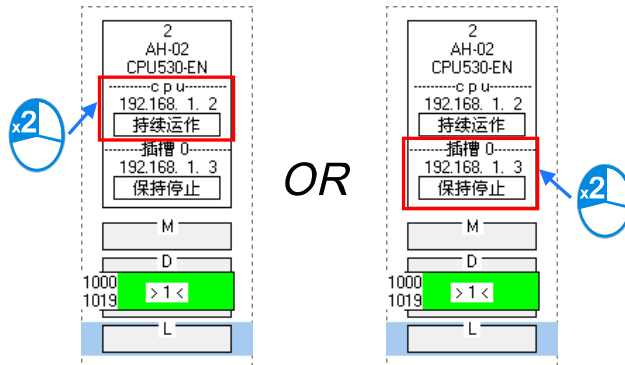 2
AH-02
CPU530-EN
--------c p u--------
192.168. 1. 2
持续运作
--------插槽 0--------
192.168. 1. 3
保持停止
M
D
1000
1019
> 1 <
L
x2
OR
2
AH-02
CPU530-EN
--------c p u--------
192.168. 1. 2
持续运作
--------插槽 0--------
192.168. 1. 3
保持停止
M
D
1000
1019
> 1 <
L
x2